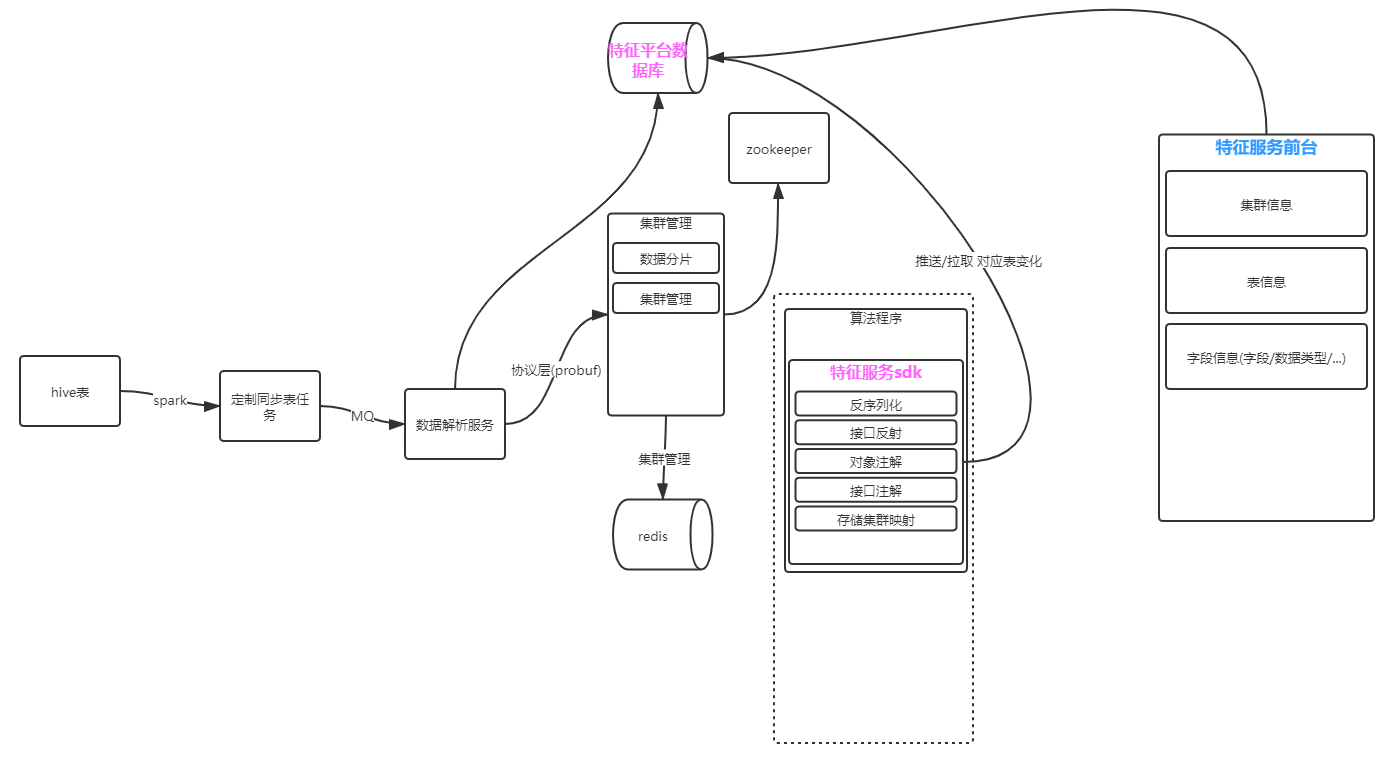 特征平台数
据库
zookeeper
特征服务前台
集群信息
表信息
字段信息(字段/数据类型/...)
集群管理
数据分片
集群管理
推送/拉取 对应表变化
算法程序
特征服务sdk
反序列化
接口反射
对象注解
接口注解
存储集群映射
hive表
spark
定制同步表任
务
MQ
数据解析服务
协议层(probuf)
集群管理
redis